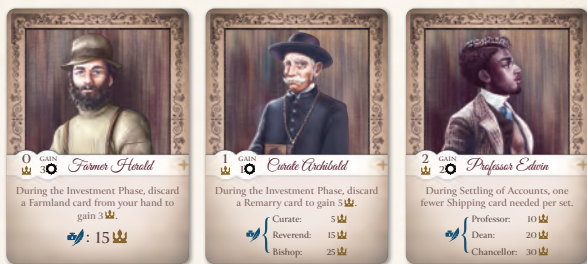 0
GAIN
3
Farmer Herold
During the Investment Phase, discard
a Farmland card from your hand to
gain 3.
: 15
1
GAIN
1
Curate Archibald
During the Investment Phase, discard
a Remarry card to gain 5.
Curate: 5
Reverend: 15
Bishop: 25
2
GAIN
2
Professor Edwin
During Settling of Accounts, one
fewer Shipping card needed per set.
Professor: 10
Dean: 20
Chancellor: 30